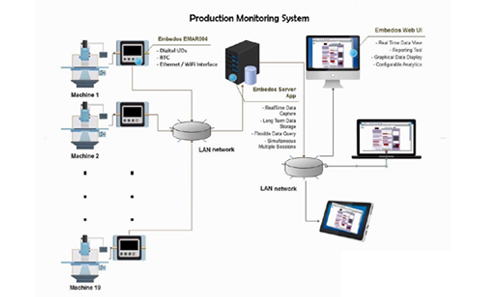 Production Monitoring System
Embedos EMAR004
- Digital I/Os
- RTC
- Ethernet / WiFi Interface
Machine 1
Machine 2
Machine 10
LAN network
Embedos Server
App
- RealTime Data
Capture
- Long Term Data
Storage
- Flexible Data Query
- Simultaneous
Multiple Sessions
Embedos Web UI
- Real Time Data View
- Reporting Tool
- Graphical Data Display
- Configurable Analytics
LAN network